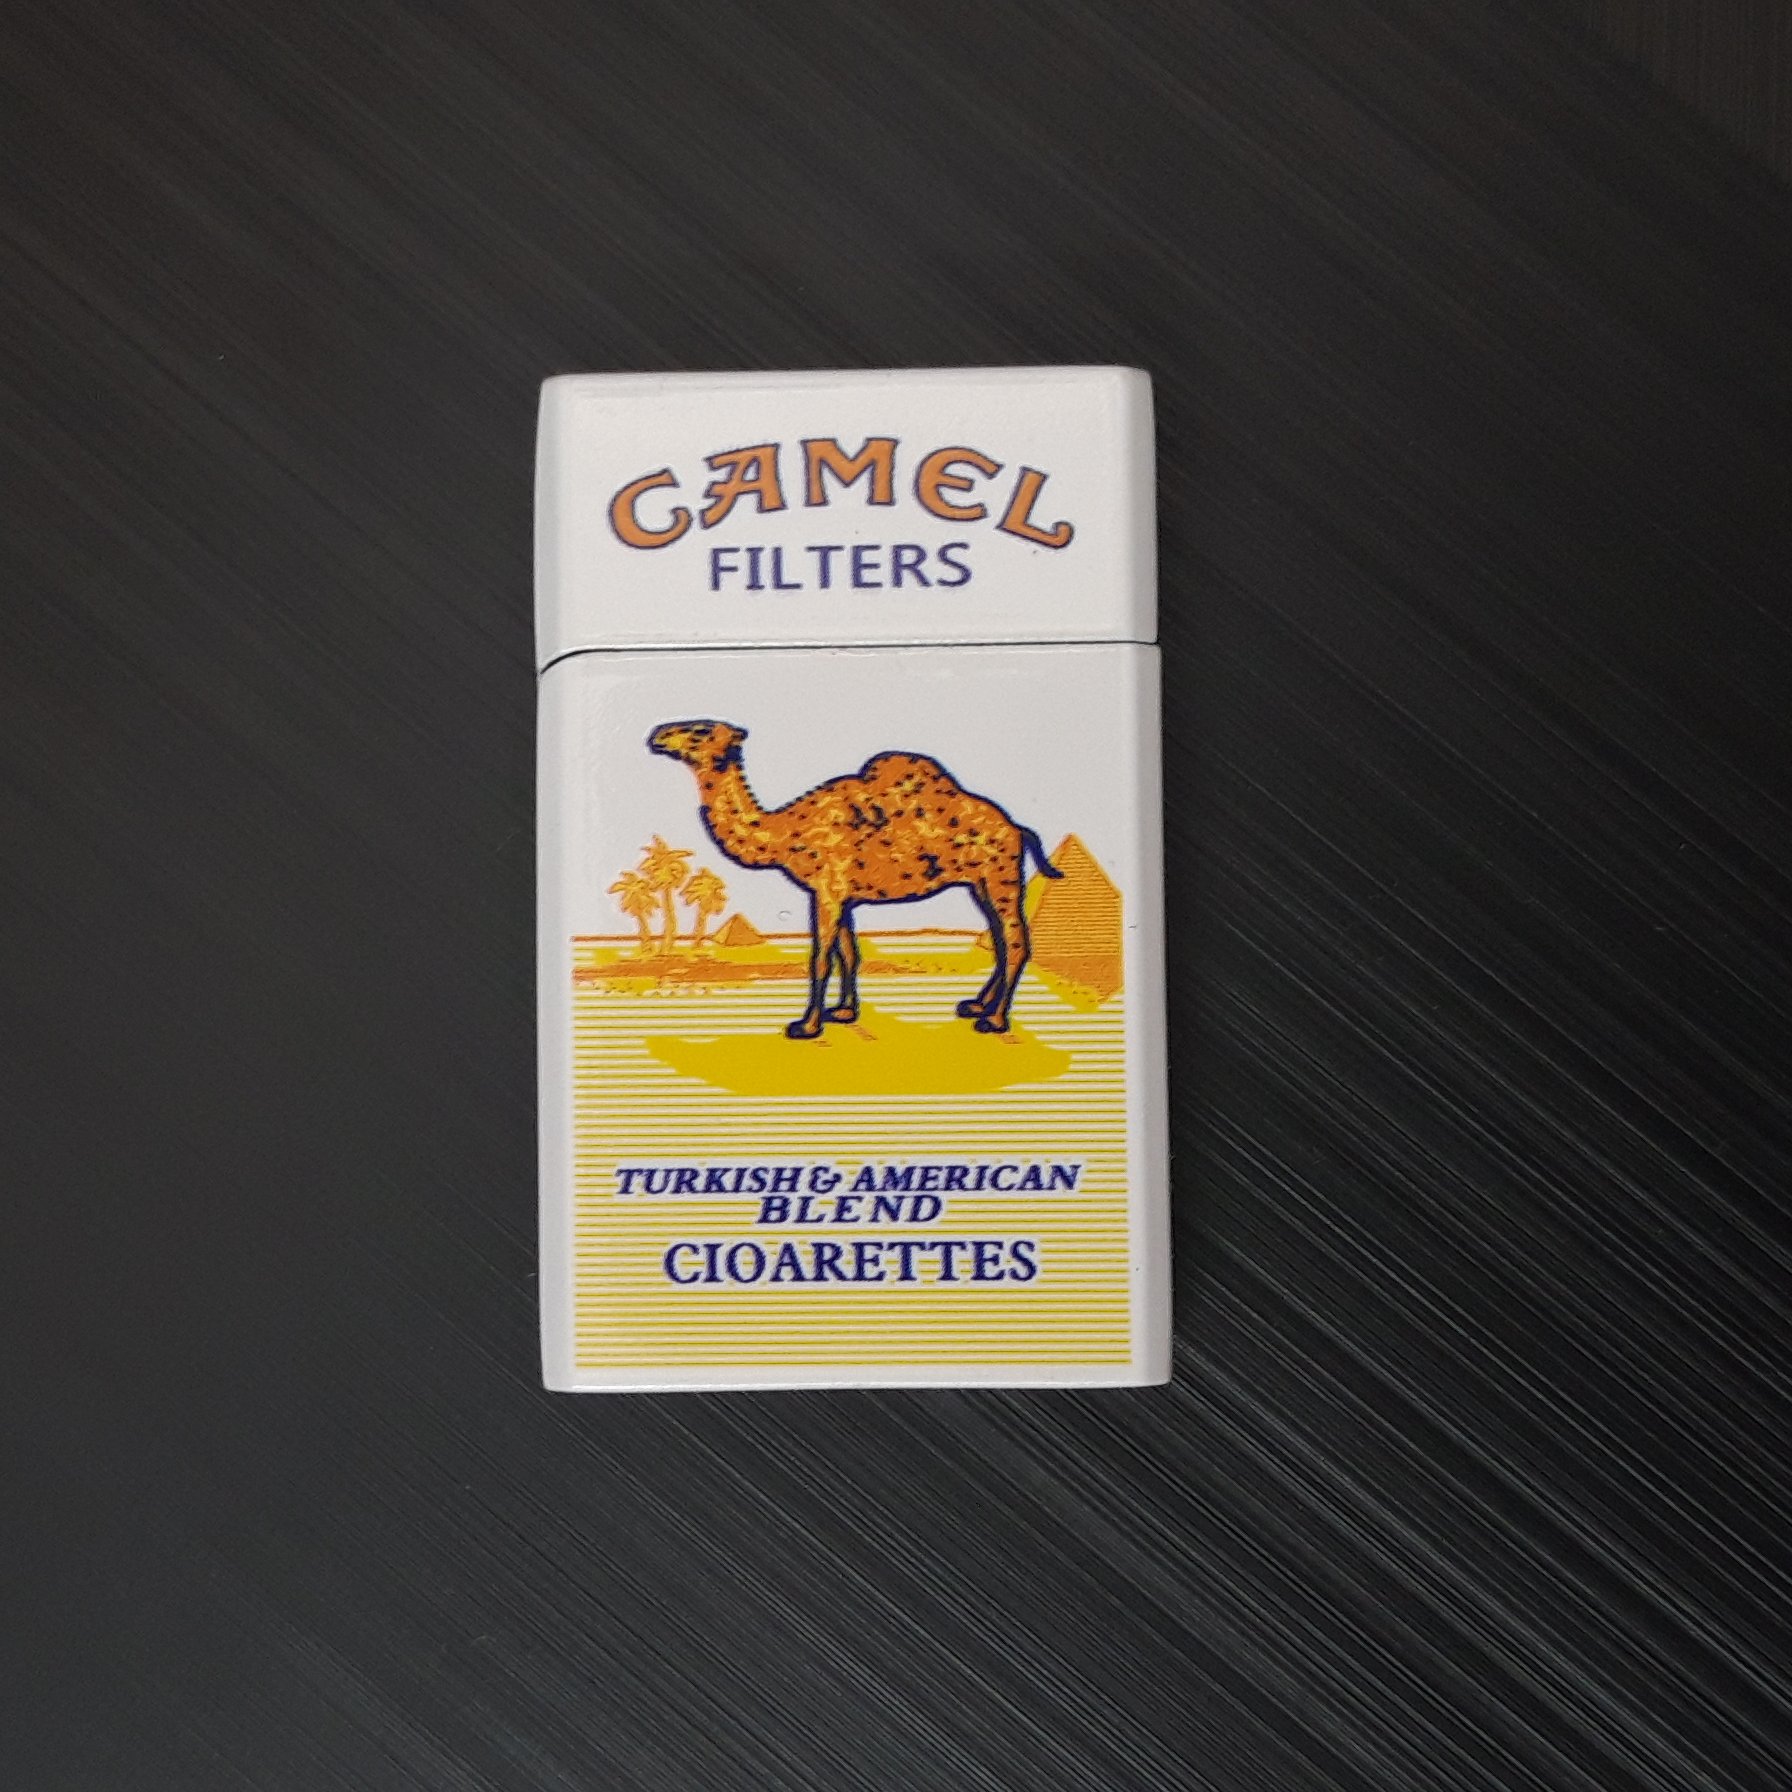 CAMEL
FILTERS
TURKISH & AMERICAN
BLEND
CIOARETTES